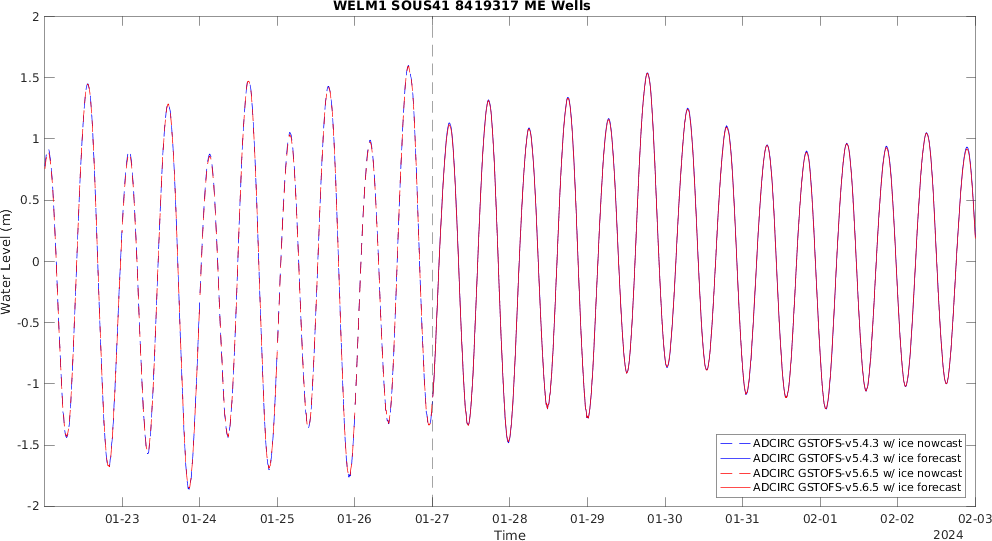 WELM1 SOUS41 8419317 ME Wells
2
1.5
1
0.5
0
-0.5
-1
-1.5
-2
Water Level (m)
ADCIRC GSTOFS-v5.4.3 w/ ice nowcast
ADCIRC GSTOFS-v5.4.3 w/ ice forecast
ADCIRC GSTOFS-v5.6.5 w/ ice nowcast
ADCIRC GSTOFS-v5.6.5 w/ ice forecast
01-23 01-24 01-25 01-26 01-27 01-28 01-29 01-30 01-31 02-01 02-02 02-03
Time
2024